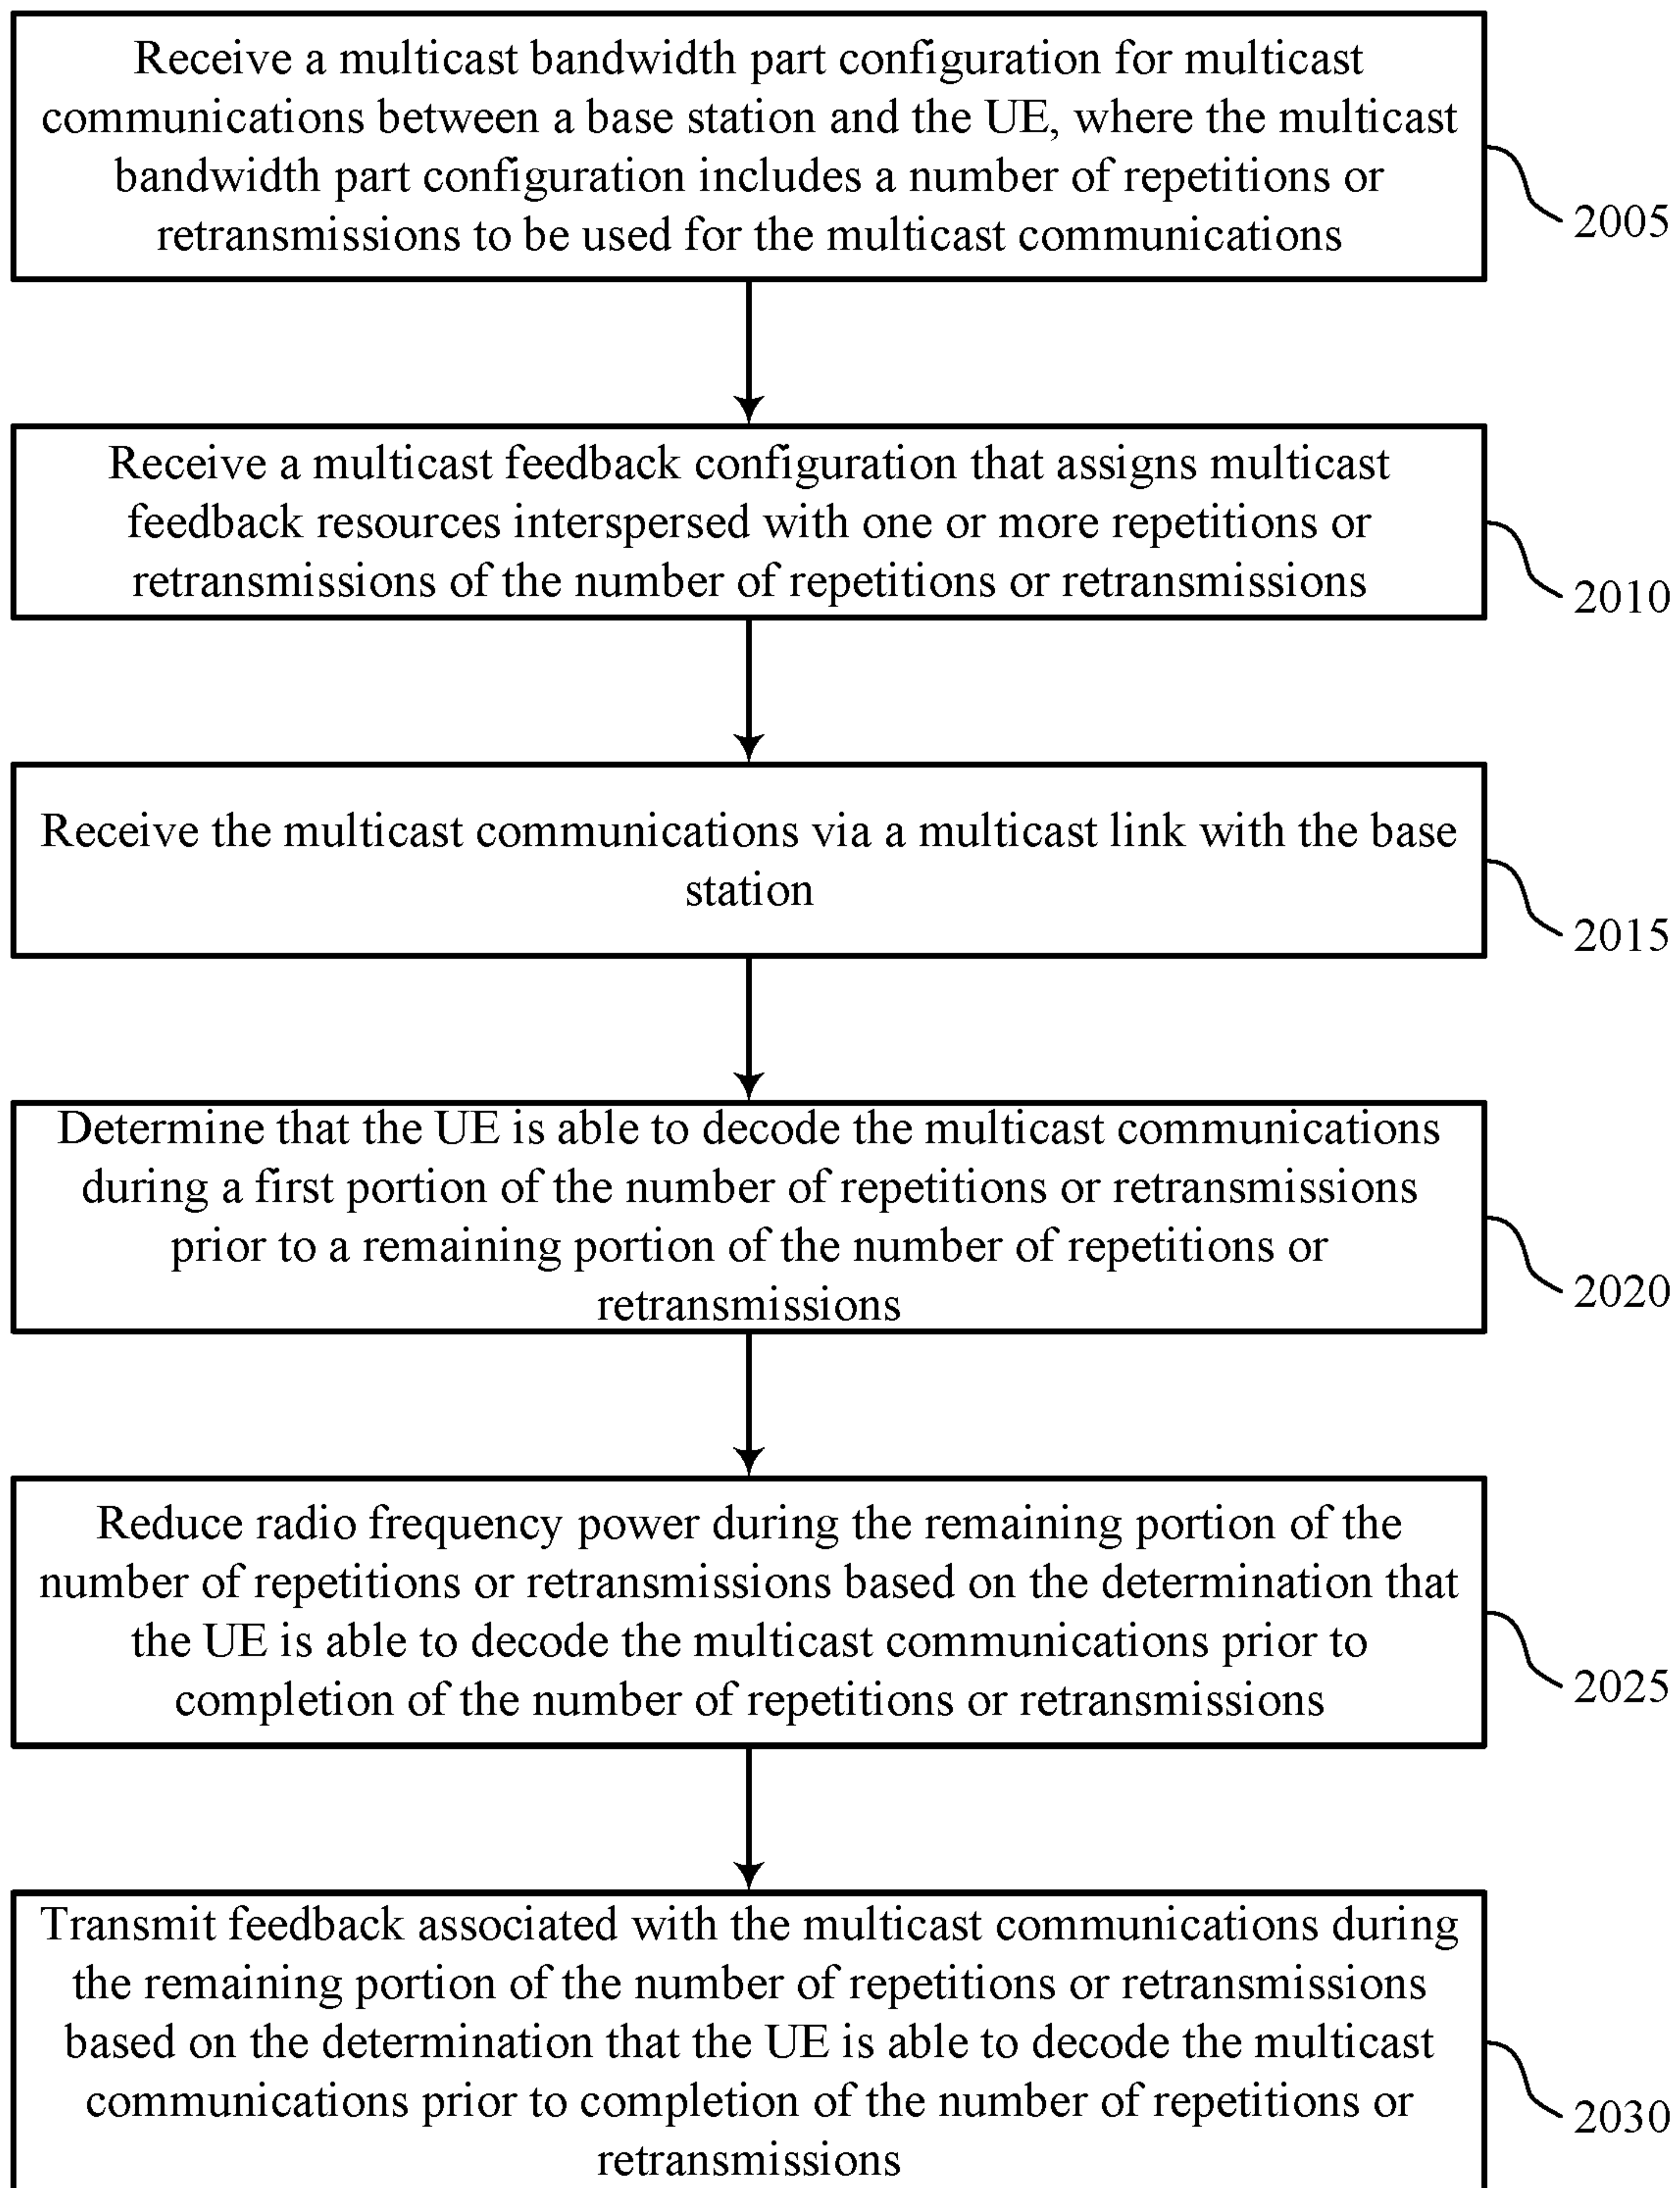 Receive a multicast bandwidth part configuration for multicast
communications between a base station and the UE, where the multicast
bandwidth part configuration includes a number of repetitions or
retransmissions to be used for the multicast communications
2005
Receive a multicast feedback configuration that assigns multicast
feedback resources interspersed with one or more repetitions or
retransmissions of the number of repetitions or retransmissions
2010
Receive the multicast communications via a multicast link with the base
station
2015
Determine that the UE is able to decode the multicast communications
during a first portion of the number of repetitions or retransmissions
prior to a remaining portion of the number of repetitions or
retransmissions
2020
Reduce radio frequency power during the remaining portion of the
number of repetitions or retransmissions based on the determination that
the UE is able to decode the multicast communications prior to
completion of the number of repetitions or retransmissions
2025
Transmit feedback associated with the multicast communications during
the remaining portion of the number of repetitions or retransmissions
based on the determination that the UE is able to decode the multicast
communications prior to completion of the number of repetitions or
retransmissions
2030